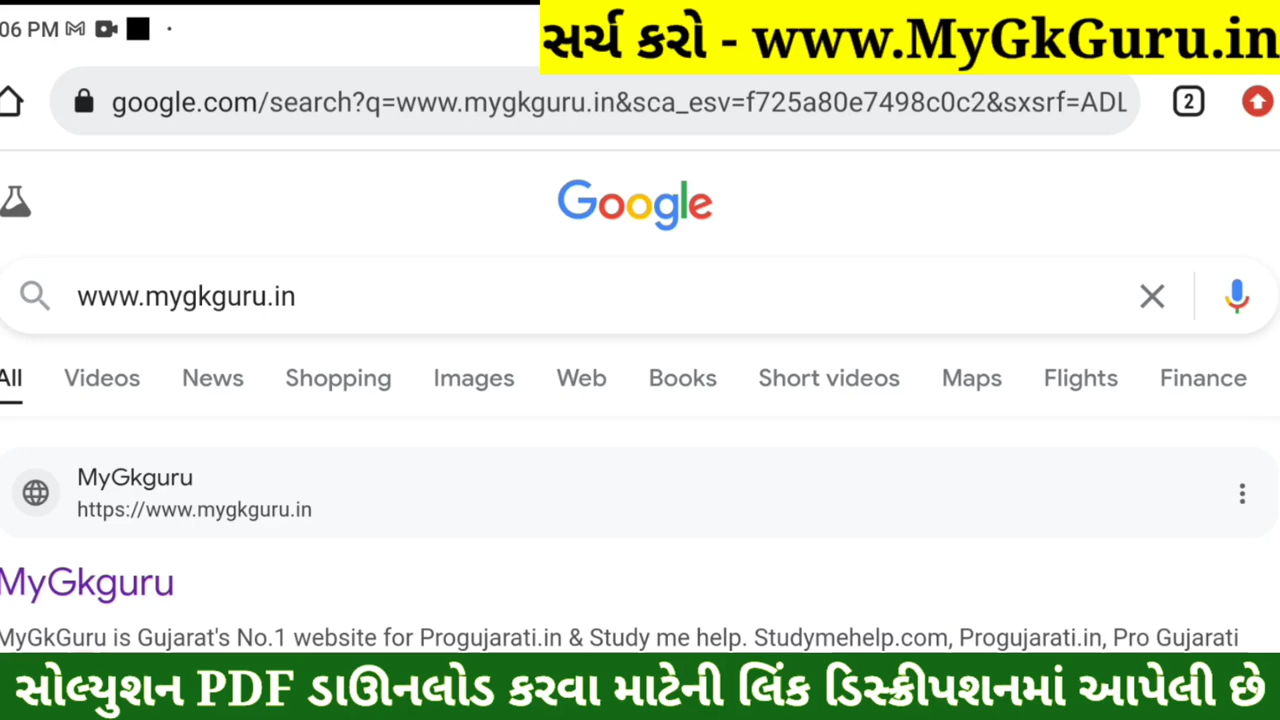 06 PM
સર્ચ કરો - www.MyGkGuru.in
google.com/search?q=www.mygkguru.in&sca_esv=f725a80e7498c0c2&sxsrf=ADL
2
Google
www.mygkguru.in
All Videos News Shopping Images Web Books Short videos Maps Flights Finance
MyGkguru
https://www.mygkguru.in
MyGkguru
MyGkGuru is Gujarat's No.1 website for Progujarati.in & Study me help. Studymehelp.com, Progujarati.in, Pro Gujarati
સોલ્યુશન PDF ડાઊનલોડ કરવા માટેની લિંક ડિસ્ક્રીપશનમાં આપેલી છે